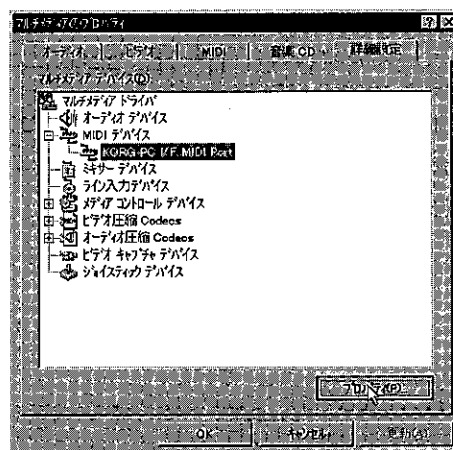 マルチメディアのプロパティ
オーディオ
ビデオ
MIDI
音楽 CD
詳細設定
マルチメディア デバイス(D):
マルチメディア ドライバ
オーディオ デバイス
MIDI デバイス
KORG-PC I/F MIDI Port
ミキサー デバイス
ライン入力デバイス
メディア コントロール デバイス
ビデオ圧縮 Codecs
オーディオ圧縮 Codecs
ビデオ キャプチャ デバイス
ジョイスティック デバイス
プロパティ(P)
OK
キャンセル
更新(A)